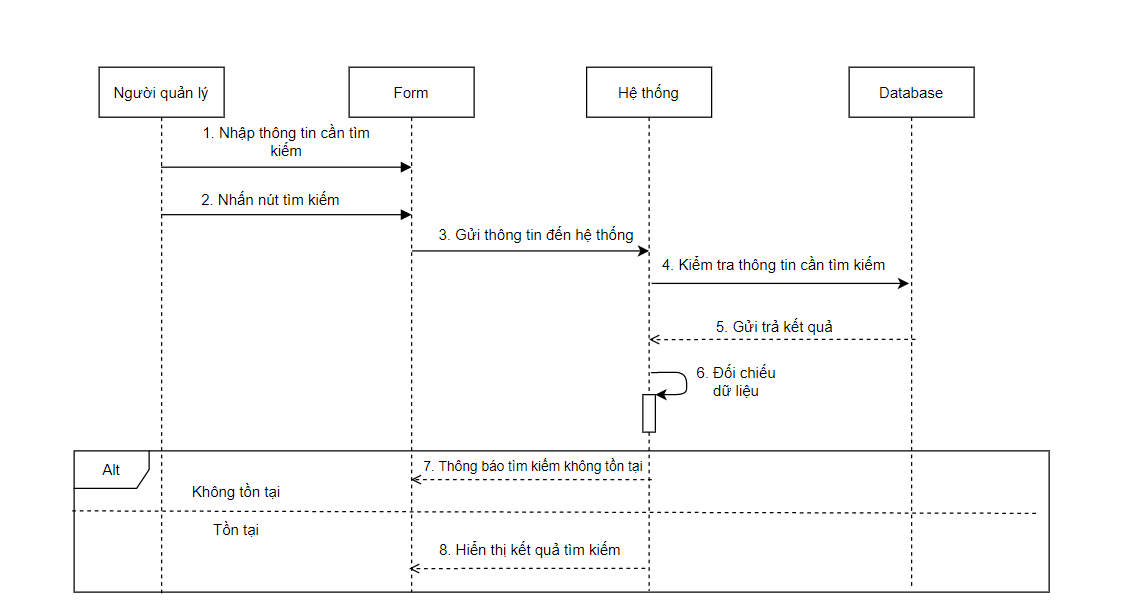 Người quản lý
Form
Hệ thống
Database
1. Nhập thông tin cần tìm
kiếm
2. Nhấn nút tìm kiếm
3. Gửi thông tin đến hệ thống
4. Kiểm tra thông tin cần tìm kiếm
5. Gửi trả kết quả
6. Đối chiếu
dữ liệu
Alt
7. Thông báo tìm kiếm không tồn tại
Không tồn tại
Tồn tại
8. Hiển thị kết quả tìm kiếm